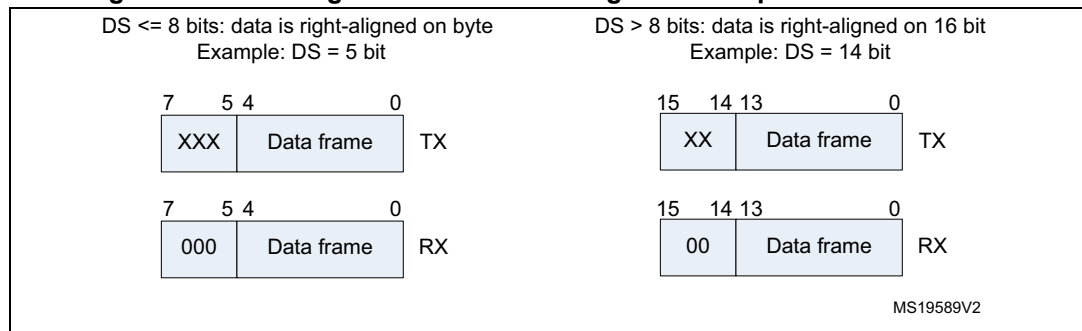 DS <= 8 bits: data is right-aligned on byte
Example: DS = 5 bit
DS > 8 bits: data is right-aligned on 16 bit
Example: DS = 14 bit
7 5 4 0
XXX Data frame TX
7 5 4 0
000 Data frame RX
15 14 13 0
XX Data frame TX
15 14 13 0
00 Data frame RX
MS19589V2